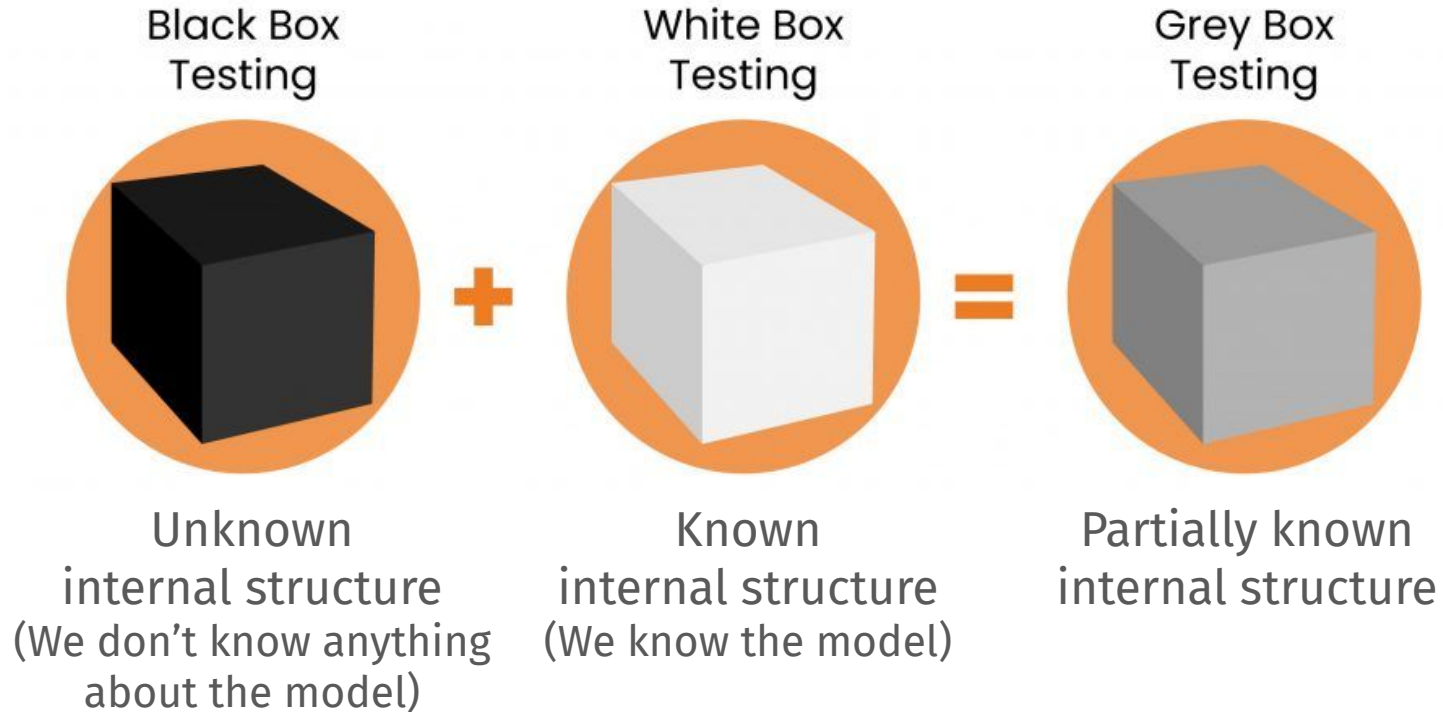 Black Box
Testing
White Box
Testing
Grey Box
Testing
Unknown
internal structure
(We don’t know anything
about the model)
Known
internal structure
(We know the model)
Partially known
internal structure